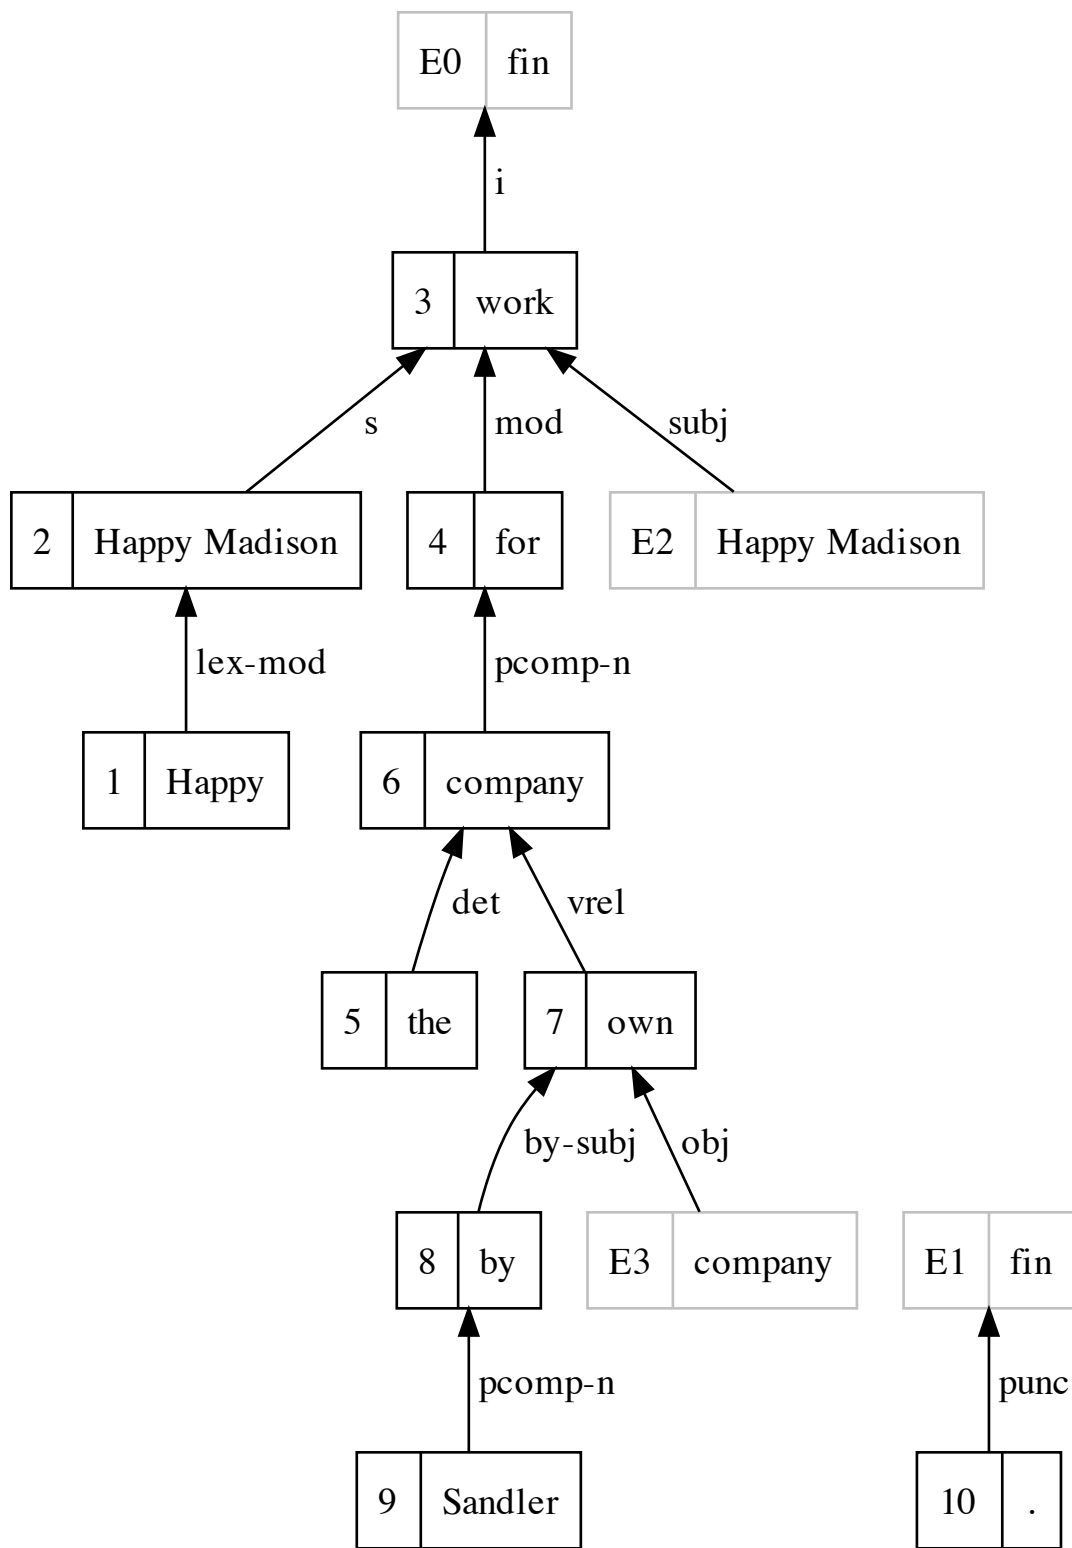 E0 fin
i
3 work
s mod subj
2 Happy Madison 4 for E2 Happy Madison
lex-mod pcomp-n
1 Happy 6 company
det vrel
5 the 7 own
by-subj obj
8 by E3 company E1 fin
pcomp-n punc
9 Sandler 10 .